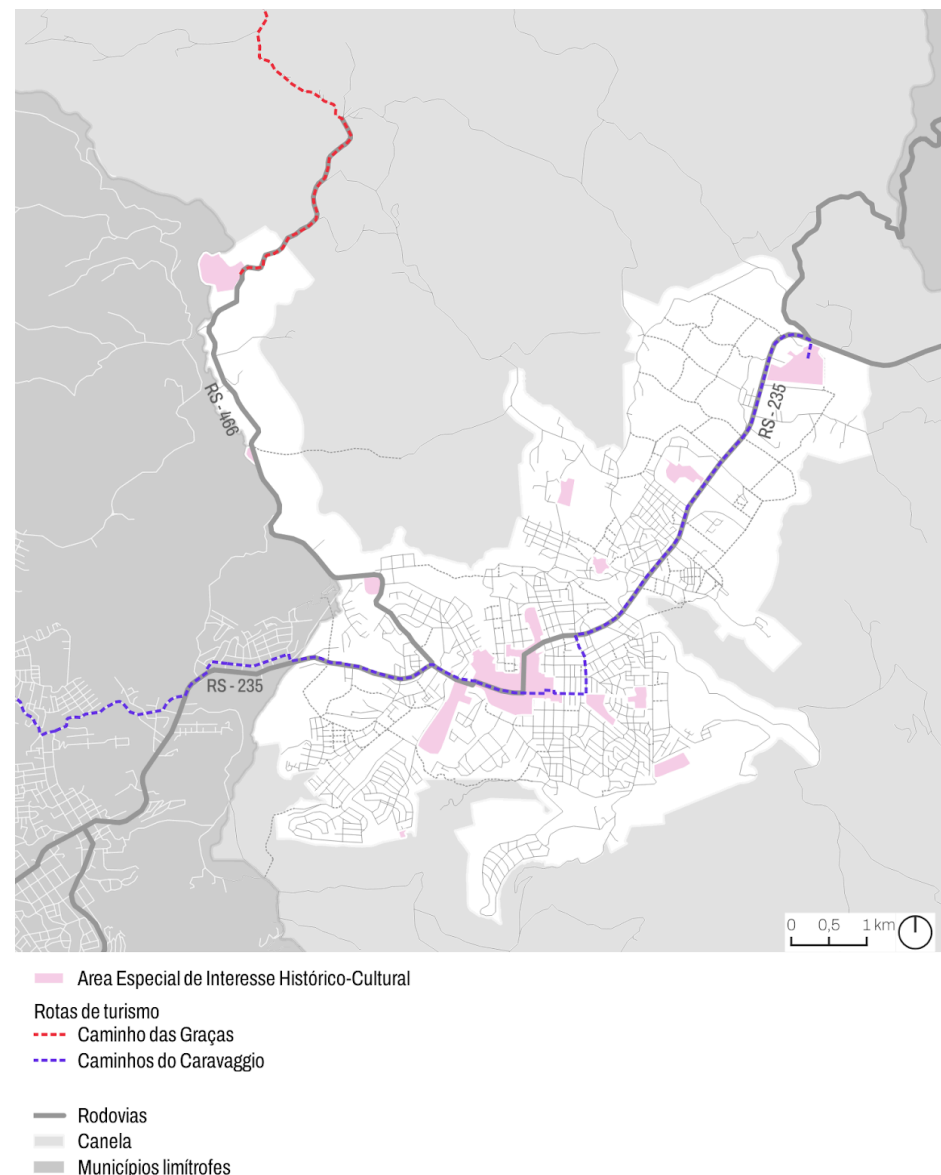 RS - 466
RS - 235
RS - 235
0 0,5 1 km
Area Especial de Interesse Histórico-Cultural
Rotas de turismo
Caminho das Graças
Caminhos do Caravaggio
Rodovias
Canela
Municípios limítrofes